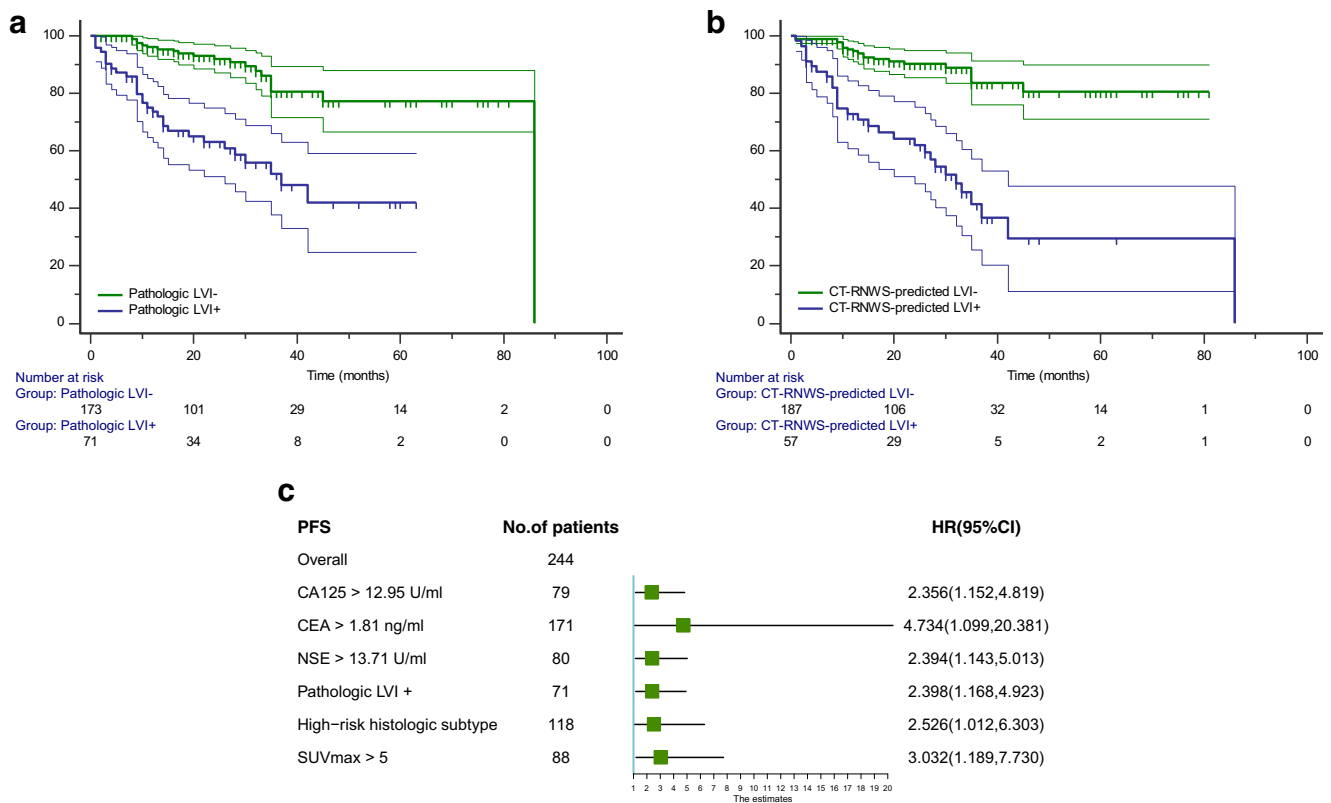 a
100
80
60
40
20
0
Pathologic LVI-
Pathologic LVI+
0 20 40 60 80 100
Time (months)
Number at risk
Group: Pathologic LVI-
173 101 29 14 2 0
Group: Pathologic LVI+
71 34 8 2 0 0
b
100
80
60
40
20
0
CT-RNWS-predicted LVI-
CT-RNWS-predicted LVI+
0 20 40 60 80 100
Time (months)
Number at risk
Group: CT-RNWS-predicted LVI-
187 106 32 14 1 0
Group: CT-RNWS-predicted LVI+
57 29 5 2 1 0
c
PFS No.of patients HR(95%CI)
Overall 244
CA125 > 12.95 U/ml 79 2.356(1.152,4.819)
CEA > 1.81 ng/ml 171 4.734(1.099,20.381)
NSE > 13.71 U/ml 80 2.394(1.143,5.013)
Pathologic LVI + 71 2.398(1.168,4.923)
High−risk histologic subtype 118 2.526(1.012,6.303)
SUVmax > 5 88 3.032(1.189,7.730)
1 2 3 4 5 6 7 8 9 10 11 12 13 14 15 16 17 18 19 20
The estimates